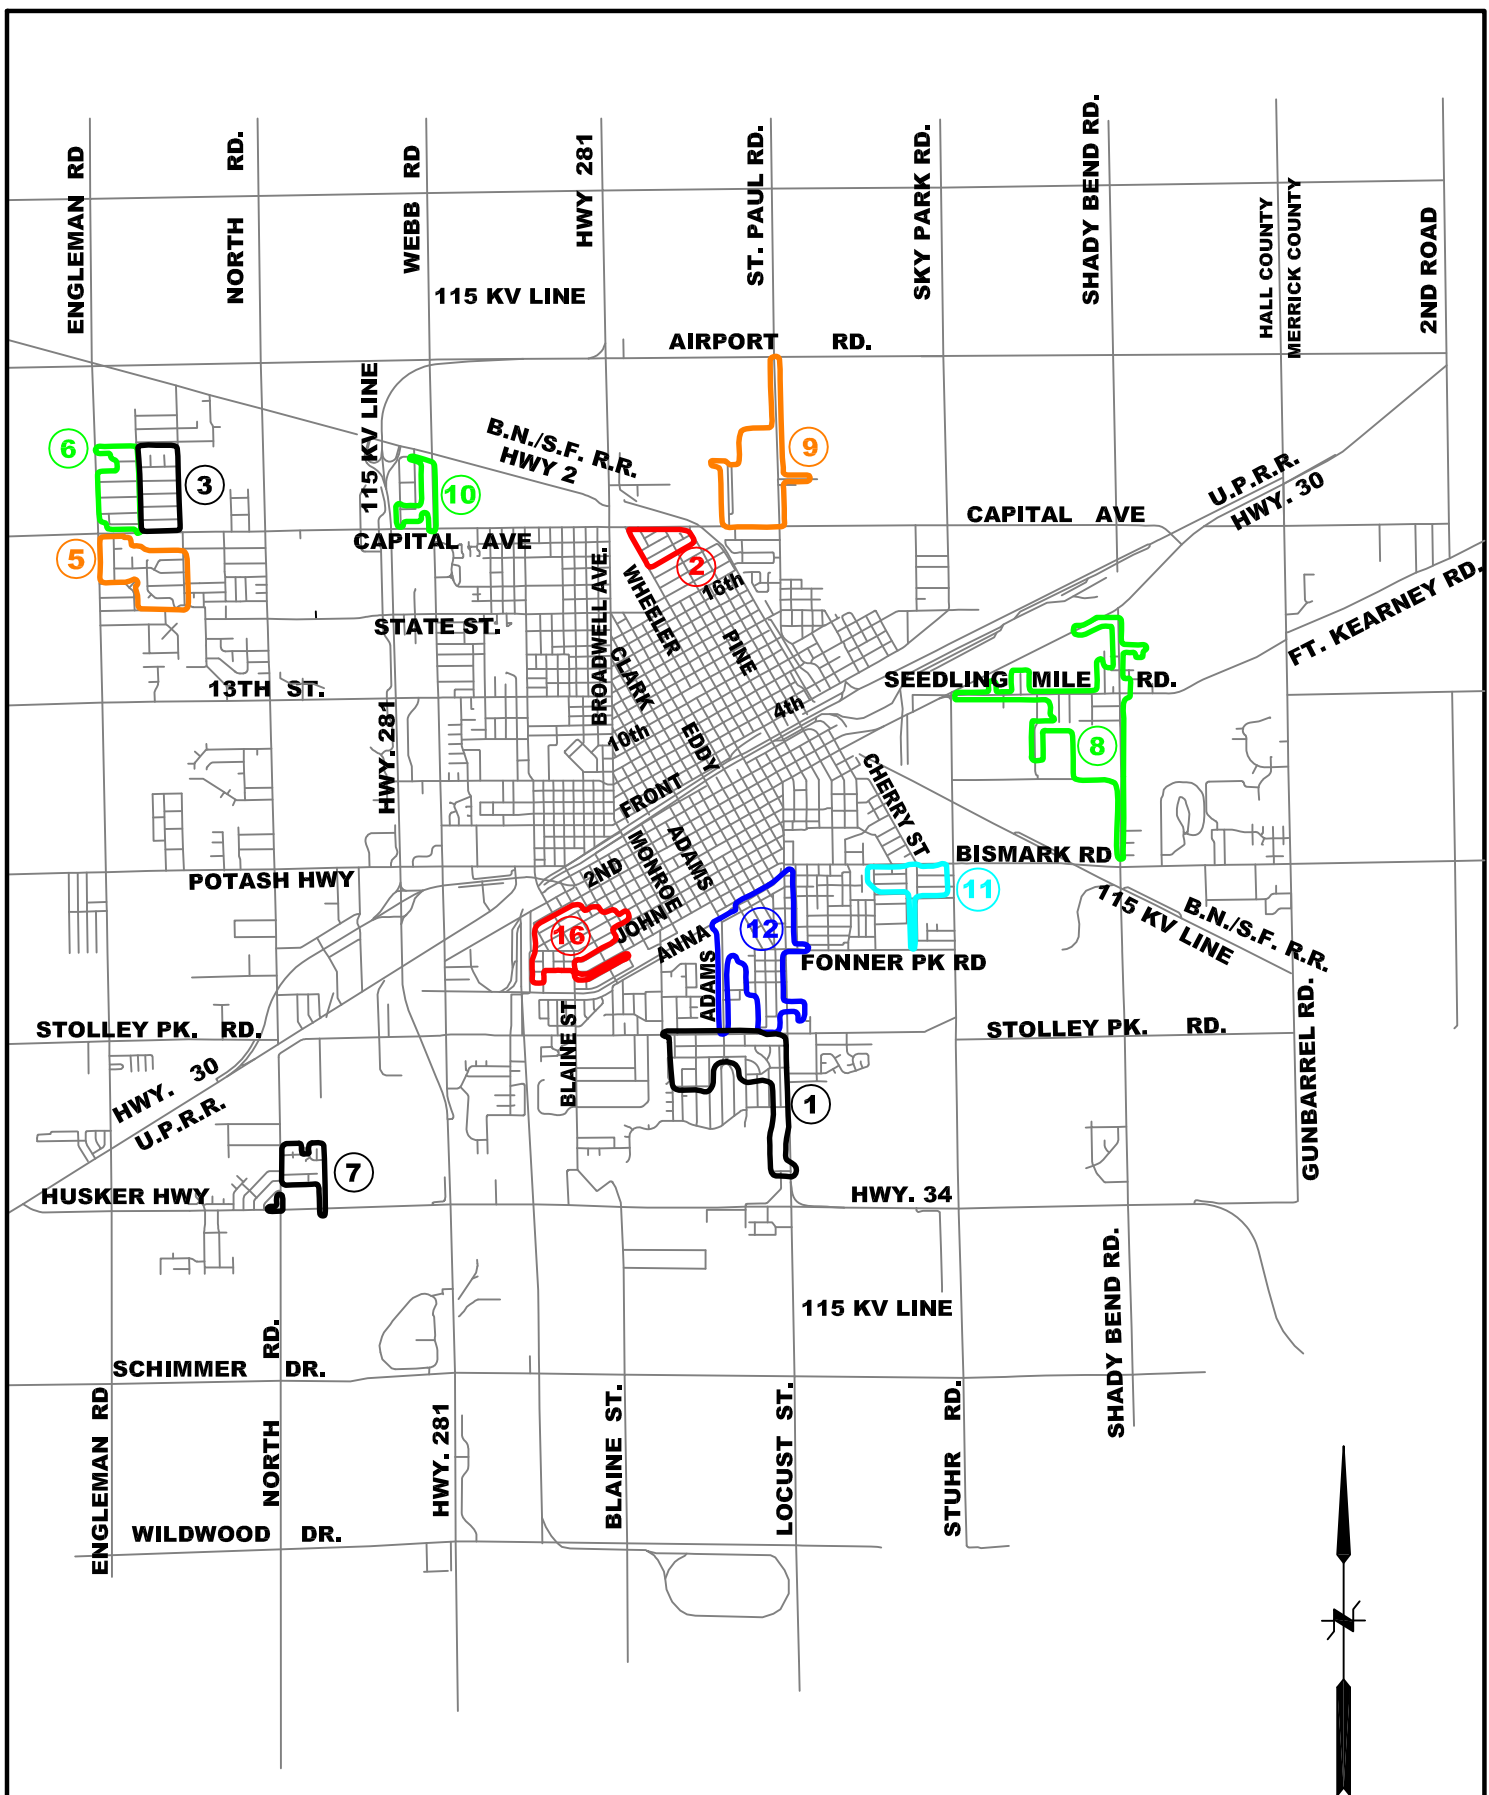 ENGLEMAN RD
NORTH RD.
WEBB RD
HWY 281
ST. PAUL RD.
SKY PARK RD.
SHADY BEND RD.
HALL COUNTY
MERRICK COUNTY
2ND ROAD
115 KV LINE
AIRPORT RD.
115 KV LINE
B.N./S.F. R.R.
HWY 2
6
3
10
9
U.P.R.R.
HWY. 30
CAPITAL AVE
CAPITAL AVE
5
2
16th
WHEELER
BROADWELL AVE.
STATE ST.
PINE
CLARK
FT. KEARNEY RD.
13TH ST.
SEEDLING MILE RD.
4th
10th
EDDY
HWY. 281
8
FRONT
CHERRY ST
ADAMS
MONROE
2ND
BISMARK RD
POTASH HWY
11
115 KV LINE
B.N./S.F. R.R.
16
JOHN
ANNA
12
FONNER PK RD
ADAMS
STOLLEY PK. RD.
STOLLEY PK. RD.
BLAINE ST
GUNBARREL RD.
HWY. 30
U.P.R.R.
1
7
HUSKER HWY
HWY. 34
115 KV LINE
SHADY BEND RD.
SCHIMMER DR.
ENGLEMAN RD
NORTH RD.
HWY. 281
BLAINE ST.
LOCUST ST.
STUHR RD.
WILDWOOD DR.
N